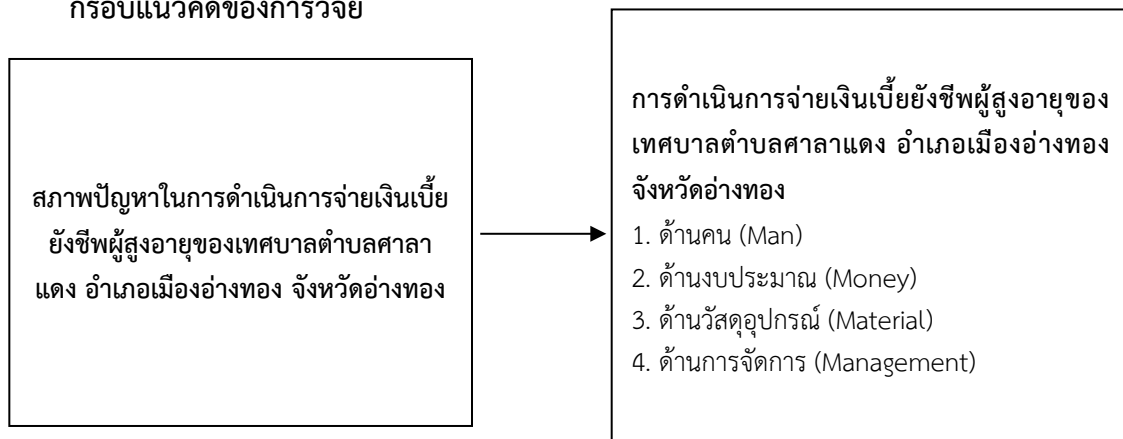 กรอบแนวคิดของการวิจัย
สภาพปัญหาในการดำเนินการจ่ายเงินเบี้ย
ยังชีพผู้สูงอายุของเทศบาลตำบลศาลา
แดง อำเภอเมืองอ่างทอง จังหวัดอ่างทอง
การดำเนินการจ่ายเงินเบี้ยยังชีพผู้สูงอายุของ
เทศบาลตำบลศาลาแดง อำเภอเมืองอ่างทอง
จังหวัดอ่างทอง
1. ด้านคน (Man)
2. ด้านงบประมาณ (Money)
3. ด้านวัสดุอุปกรณ์ (Material)
4. ด้านการจัดการ (Management)